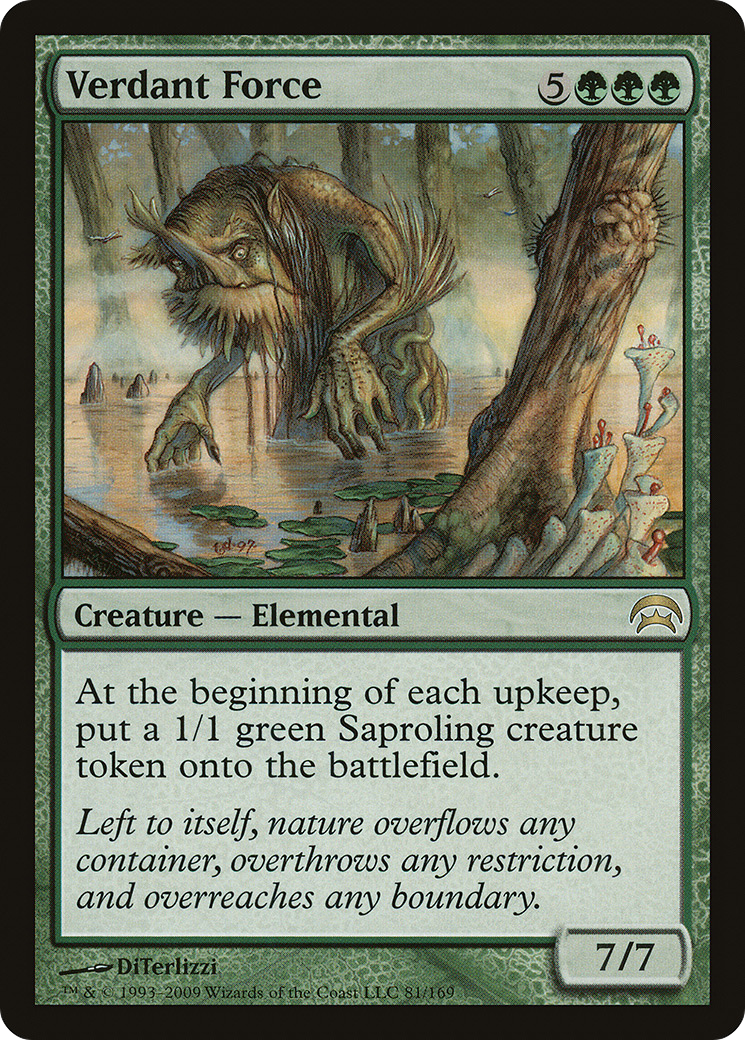 Verdant Force 5
Creature — Elemental
At the beginning of each upkeep,
put a 1/1 green Saproling creature
token onto the battlefield.
Left to itself, nature overflows any
container, overthrows any restriction,
and overreaches any boundary.
7/7
DiTerlizzi
™ & © 1993–2009 Wizards of the Coast LLC 81/169